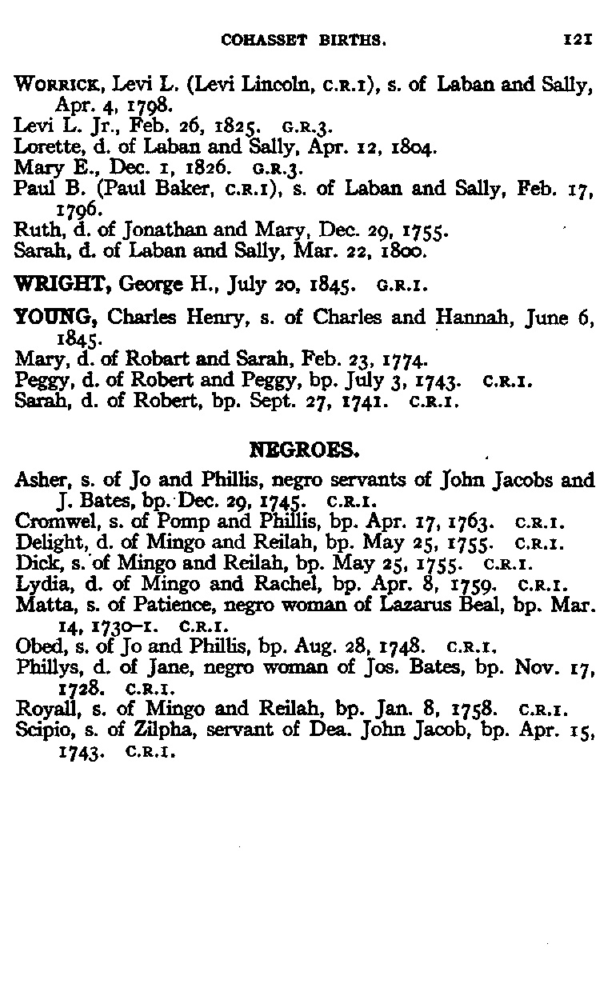 COHASSET BIRTHS. 121
WORRICK, Levi L. (Levi Lincoln, C.R.1), s. of Laban and Sally,
Apr. 4, 1798.
Levi L. Jr., Feb. 26, 1825. G.R.3.
Lorette, d. of Laban and Sally, Apr. 12, 1804.
Mary E., Dec. 1, 1826. G.R.3.
Paul B. (Paul Baker, C.R.1), s. of Laban and Sally, Feb. 17,
1796.
Ruth, d. of Jonathan and Mary, Dec. 29, 1755.
Sarah, d. of Laban and Sally, Mar. 22, 1800.
WRIGHT, George H., July 20, 1845. G.R.1.
YOUNG, Charles Henry, s. of Charles and Hannah, June 6,
1845.
Mary, d. of Robart and Sarah, Feb. 23, 1774.
Peggy, d. of Robert and Peggy, bp. July 3, 1743. C.R.1.
Sarah, d. of Robert, bp. Sept. 27, 1741. C.R.1.
NEGROES.
Asher, s. of Jo and Phillis, negro servants of John Jacobs and
J. Bates, bp. Dec. 29, 1745. C.R.1.
Cromwel, s. of Pomp and Phillis, bp. Apr. 17, 1763. C.R.1.
Delight, d. of Mingo and Reilah, bp. May 25, 1755. C.R.1.
Dick, s. of Mingo and Reilah, bp. May 25, 1755. C.R.1.
Lydia, d. of Mingo and Rachel, bp. Apr. 8, 1759. C.R.1.
Matta, s. of Patience, negro woman of Lazarus Beal, bp. Mar.
14, 1730–1. C.R.1.
Obed, s. of Jo and Phillis, bp. Aug. 28, 1748. C.R.1.
Phillys, d. of Jane, negro woman of Jos. Bates, bp. Nov. 17,
1728. C.R.1.
Royall, s. of Mingo and Reilah, bp. Jan. 8, 1758. C.R.1.
Scipio, s. of Zilpha, servant of Dea. John Jacob, bp. Apr. 15,
1743. C.R.1.